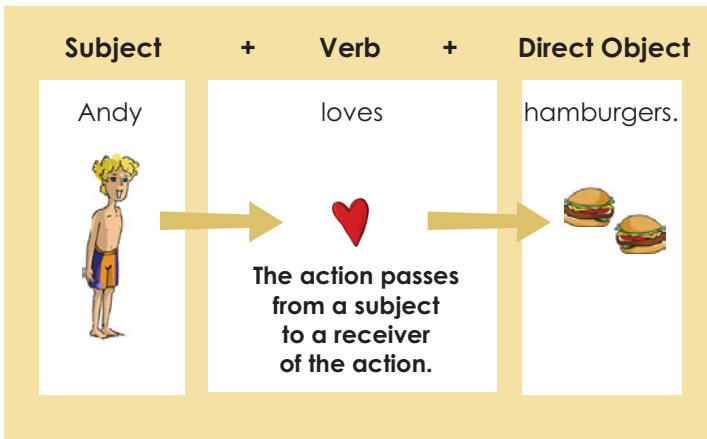 Subject + Verb + Direct Object
Andy loves hamburgers.
The action passes
from a subject
to a receiver
of the action.